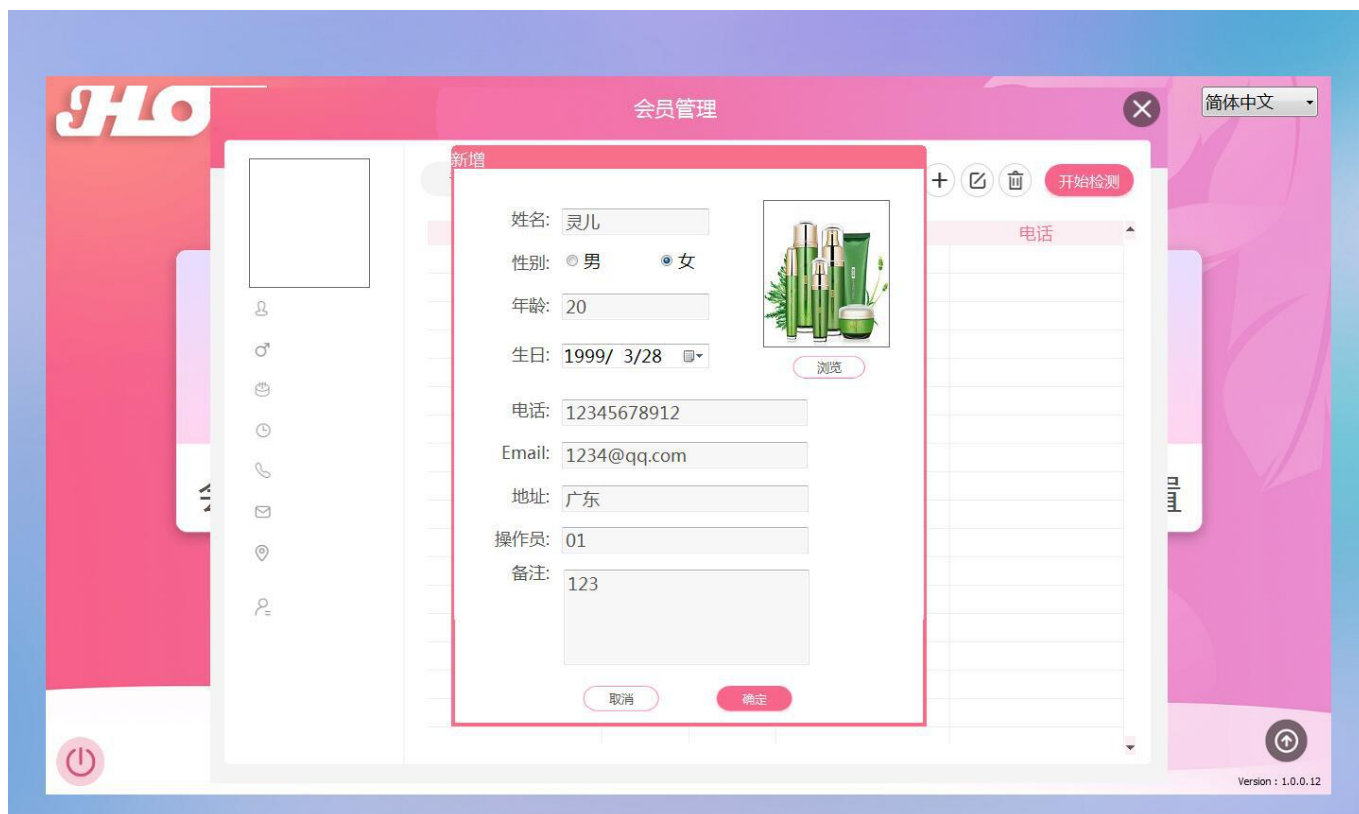 HO
会员管理
简体中文
新增
开始检测
电话
姓名: 灵儿
性别: 男 女
年龄: 20
生日: 1999/ 3/28
浏览
电话: 12345678912
Email: 1234@qq.com
地址: 广东
操作员: 01
备注: 123
取消 确定
置
Version : 1.0.0.12